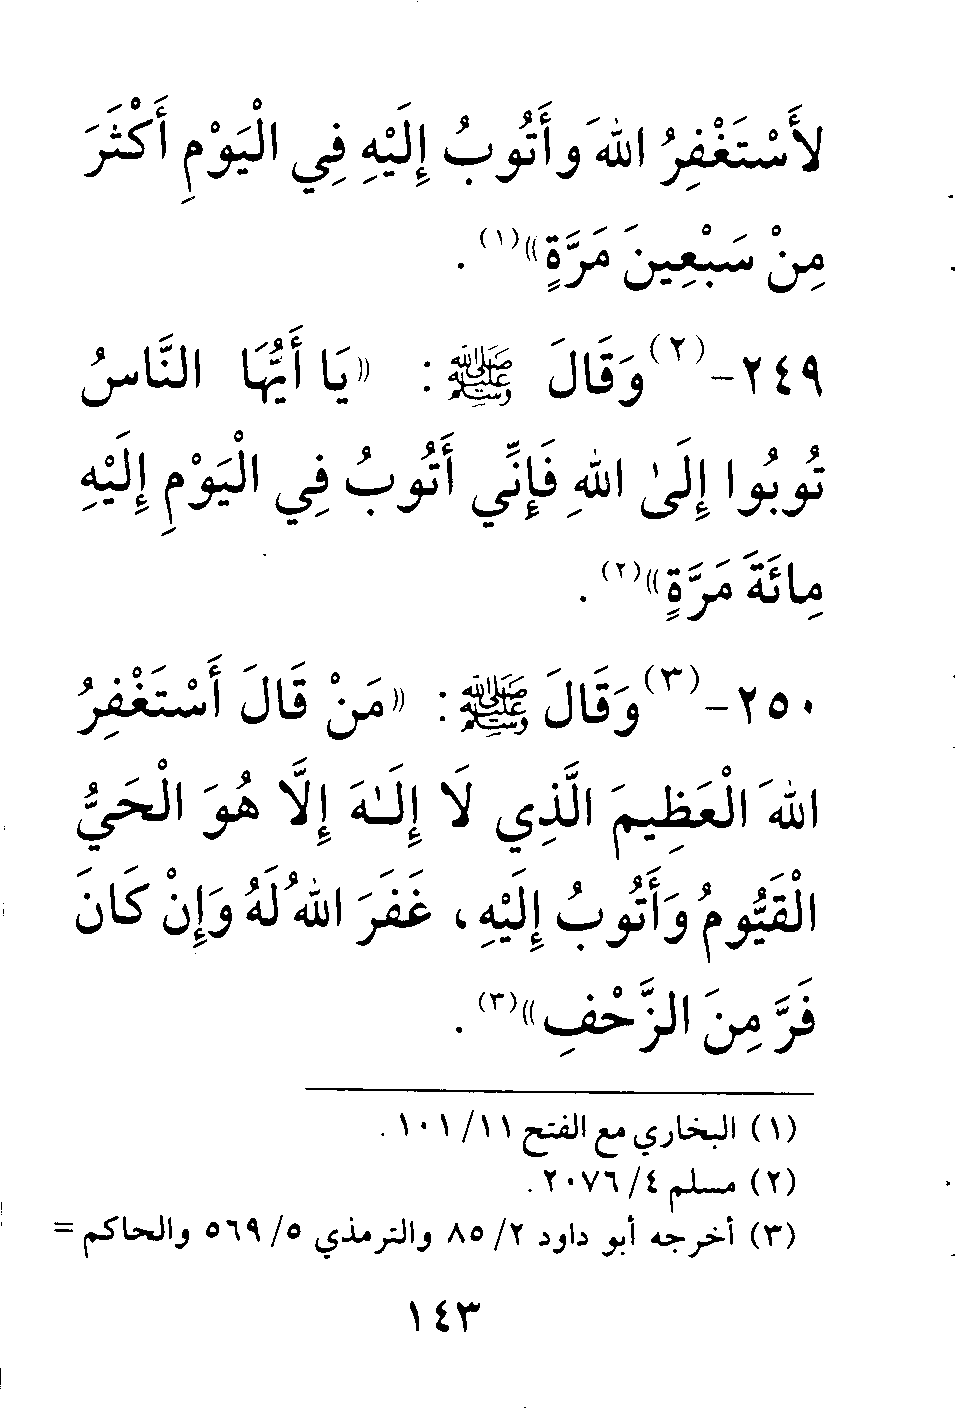 لأَسْتَغْفِرُ اللهَ وأَتُوبُ إِلَيْهِ فِي الْيَوْمِ أَكْثَرَ
مِنْ سَبْعِينَ مَرَّةٍ»(١).
٢٤٩-(٢)وَقَالَ ﷺ : «يَا أَيُّهَا النَّاسُ
تُوبُوا إِلَىٰ اللهِ فَإِنِّي أَتُوبُ فِي الْيَوْمِ إِلَيْهِ
مِائَةَ مَرَّةٍ»(٢).
٢٥٠-(٣)وَقَالَ ﷺ : «مَنْ قَالَ أَسْتَغْفِرُ
اللهَ الْعَظِيمَ الَّذِي لَا إِلَـٰهَ إِلَّا هُوَ الْحَيُّ
الْقَيُّومُ وَأَتُوبُ إِلَيْهِ، غَفَرَ اللهُ لَهُ وَإِنْ كَانَ
فَرَّ مِنَ الزَّحْفِ»(٣).
(١) البخاري مع الفتح ١١/ ١٠١.
(٢) مسلم ٤/ ٢٠٧٦.
(٣) أخرجه أبو داود ٢/ ٨٥ والترمذي ٥/ ٥٦٩ والحاكم =
١٤٣